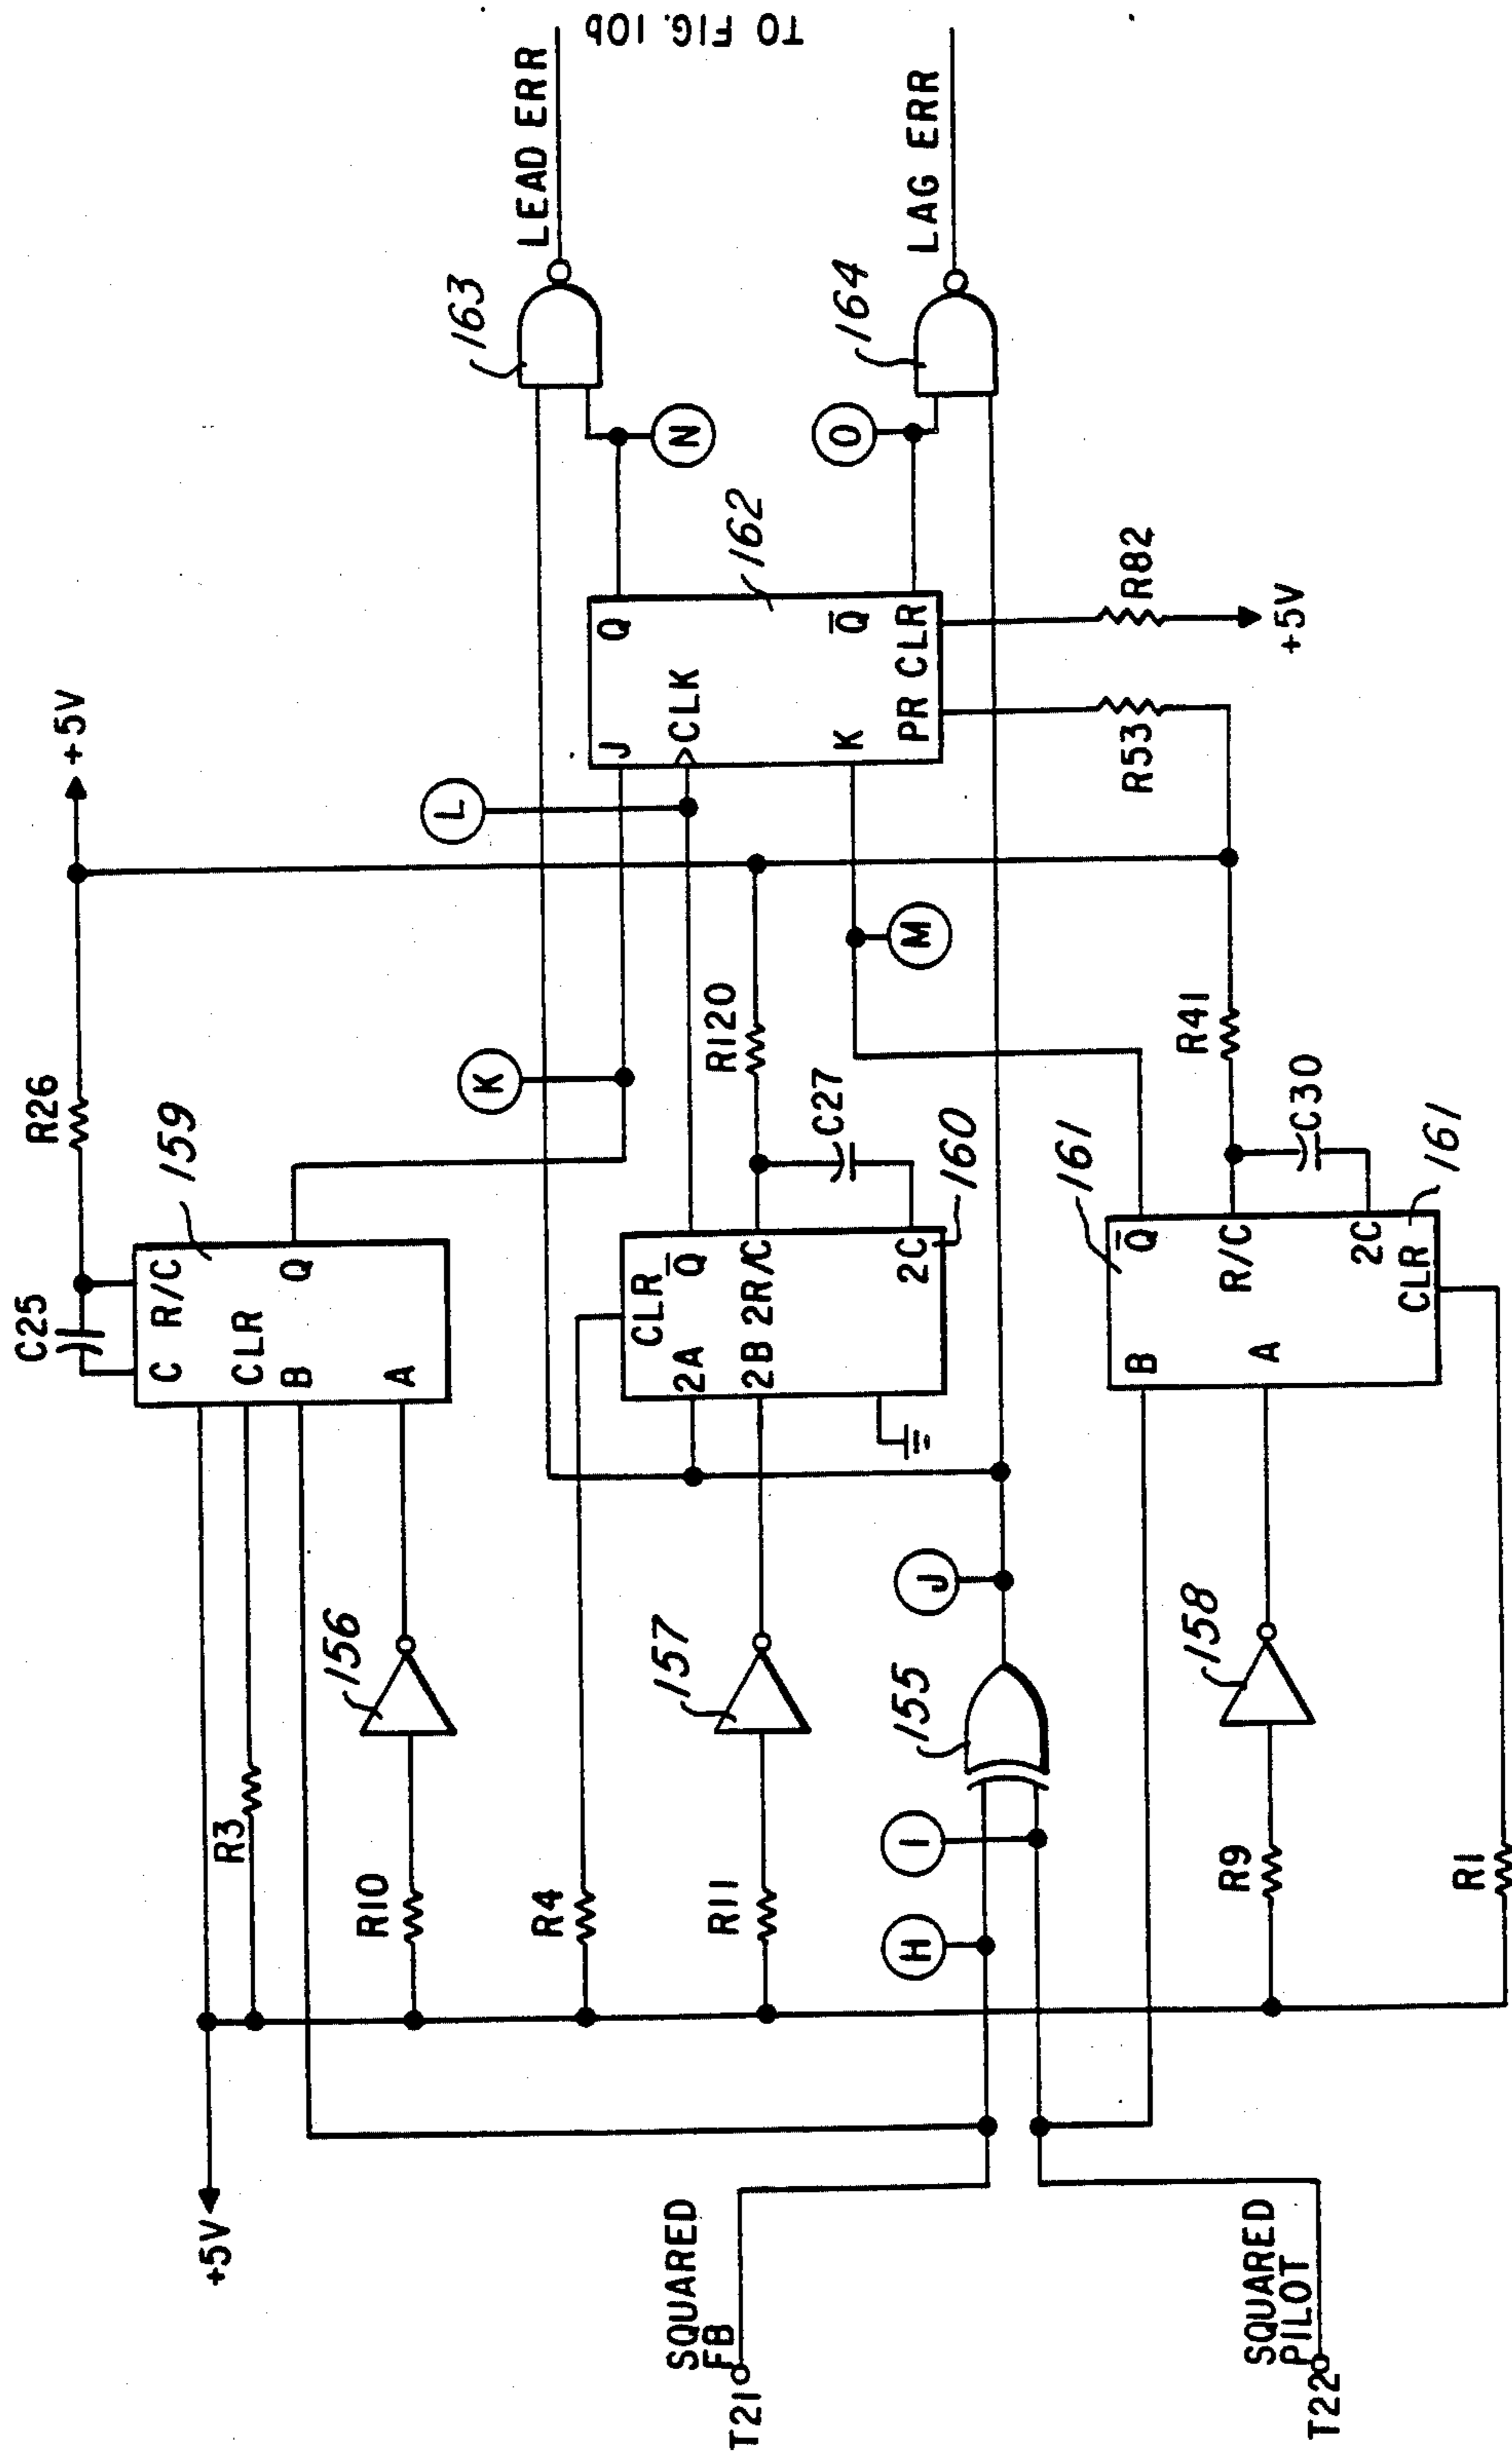 TO FIG. 10b
+5V
R26
C25
C R/C
CLR
B
Q
A
159
R3
R10
156
K
L
+5V
LEAD ERR
163
N
R4
CLR
2A
Q̅
2B
2R/C
2C
160
R11
157
R120
C27
J
Q
CLK
K
Q̅
PR CLR
162
M
O
164
LAG ERR
R53
R82
+5V
SQUARED
FB
T21
H
I
155
J
SQUARED
PILOT
T22
R9
158
R1
B
Q̅
A
R/C
2C
CLR
161
161
R41
C30